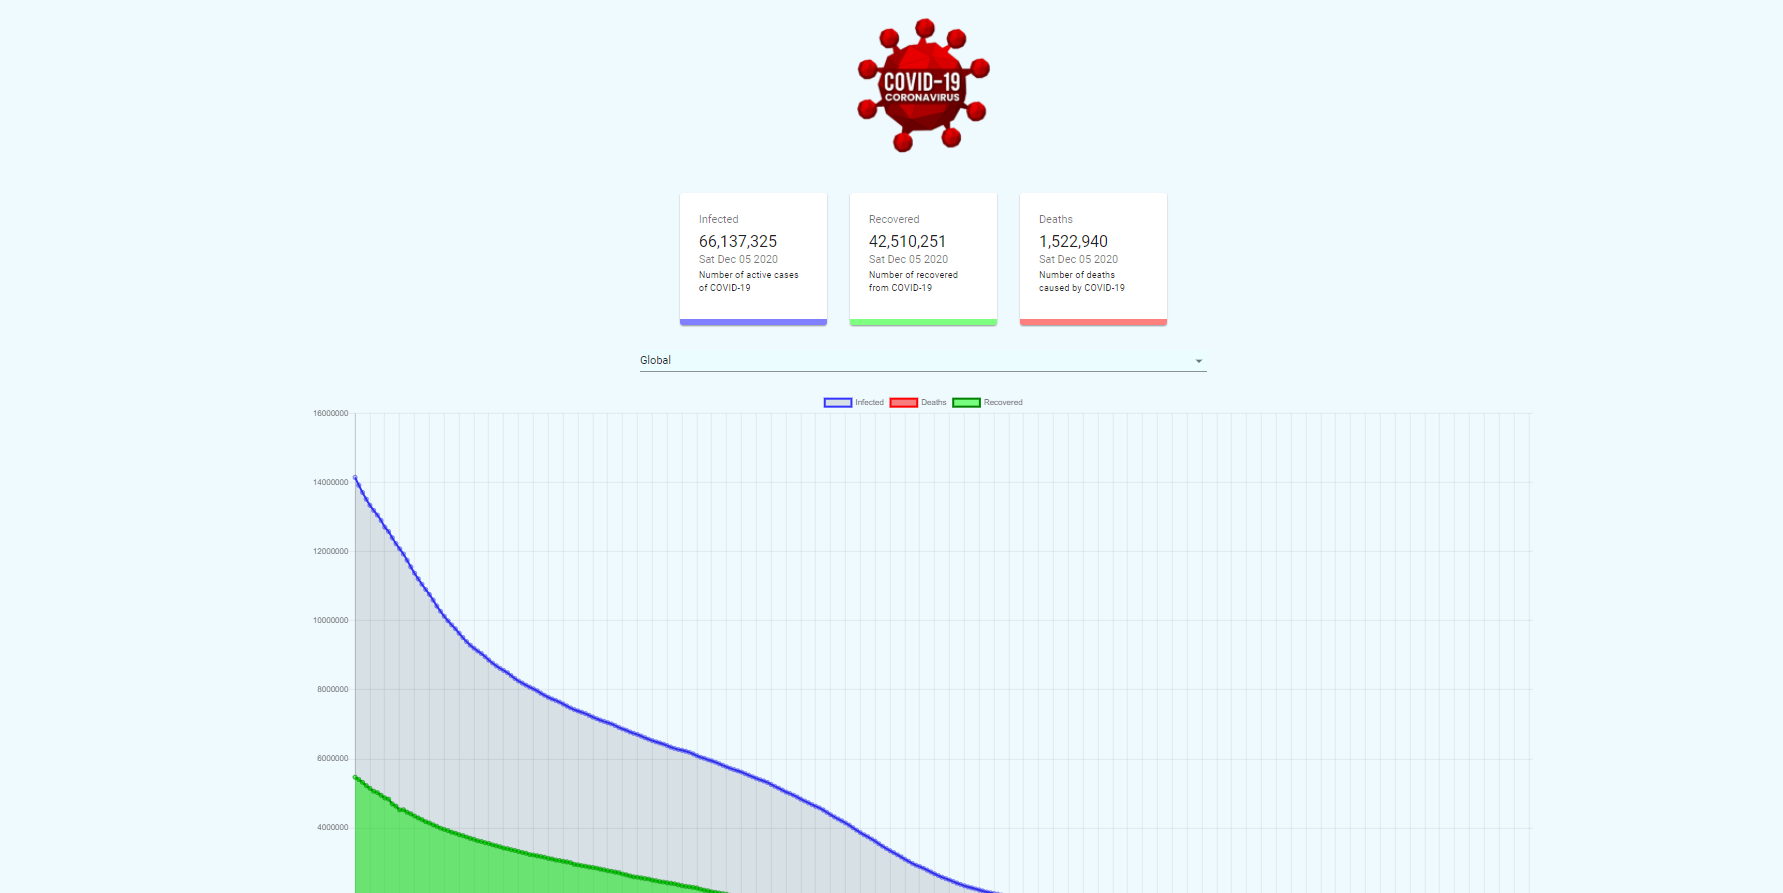 COVID-19
CORONAVIRUS
Infected
66,137,325
Sat Dec 05 2020
Number of active cases
of COVID-19
Recovered
42,510,251
Sat Dec 05 2020
Number of recovered
from COVID-19
Deaths
1,522,940
Sat Dec 05 2020
Number of deaths
caused by COVID-19
Global
Infected Deaths Recovered
16000000
14000000
12000000
10000000
8000000
6000000
4000000